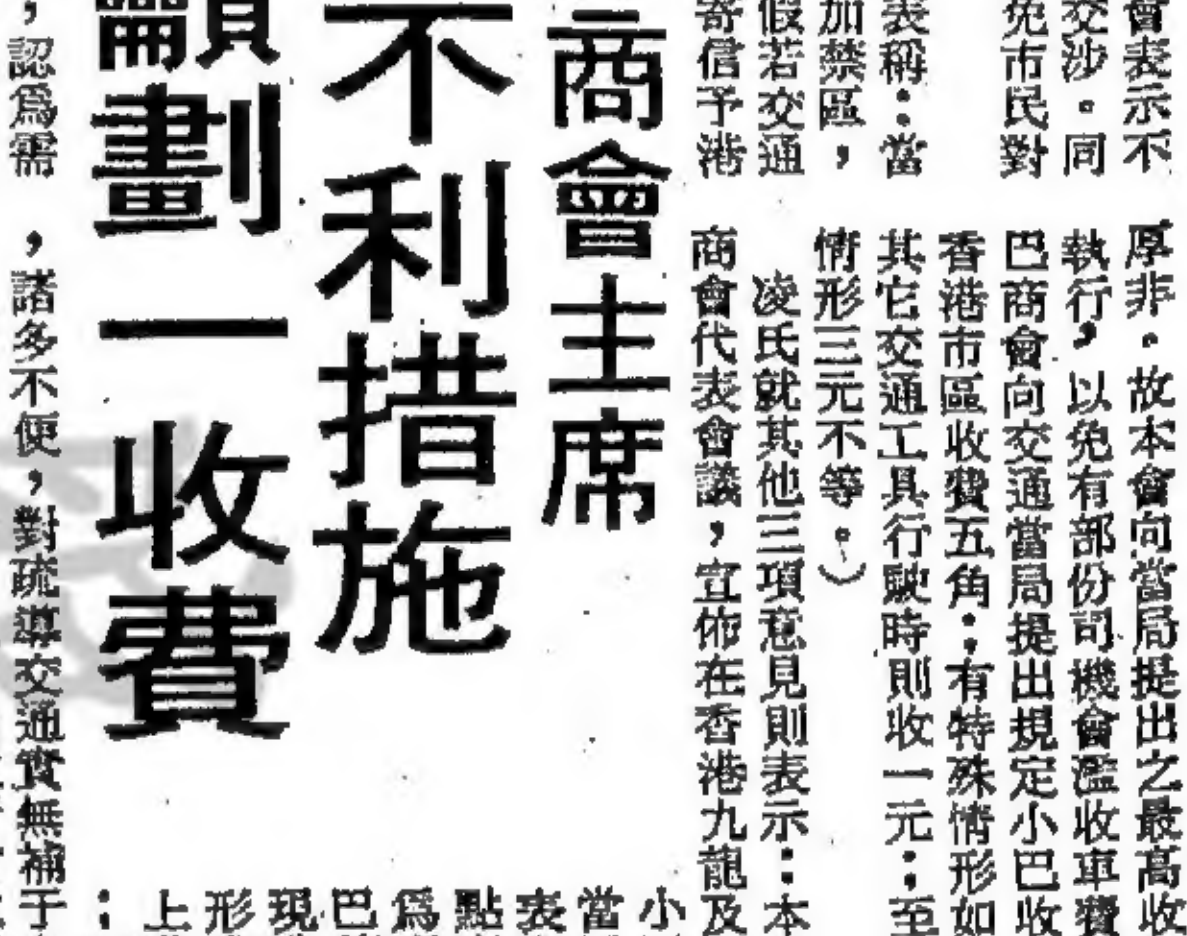 會表示不
交沙。同
免市民對
表稱：當
加禁區，
假若交通
寄信予港
厚非。故本會向當局提出之最高收
執行，以免有部份司機會濫收車費
巴商會向交通當局提出規定小巴收
香港市區收費五角；有特殊情形如
其它交通工具行駛時則收一元；至
情形三元不等。）
凌氏就其他三項意見則表示：本
商會代表會議，宣佈在香港九龍及
商會主席
不利措施
籲劃一收費
，認爲需
，諸多不便，對疏導交通實無補于
小當表點爲巴現形上：